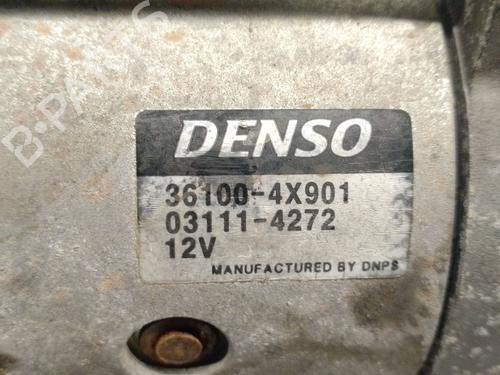 B-PARTS
DENSO
36100-4X901
03111-4272
12V
MANUFACTURED BY DNPS